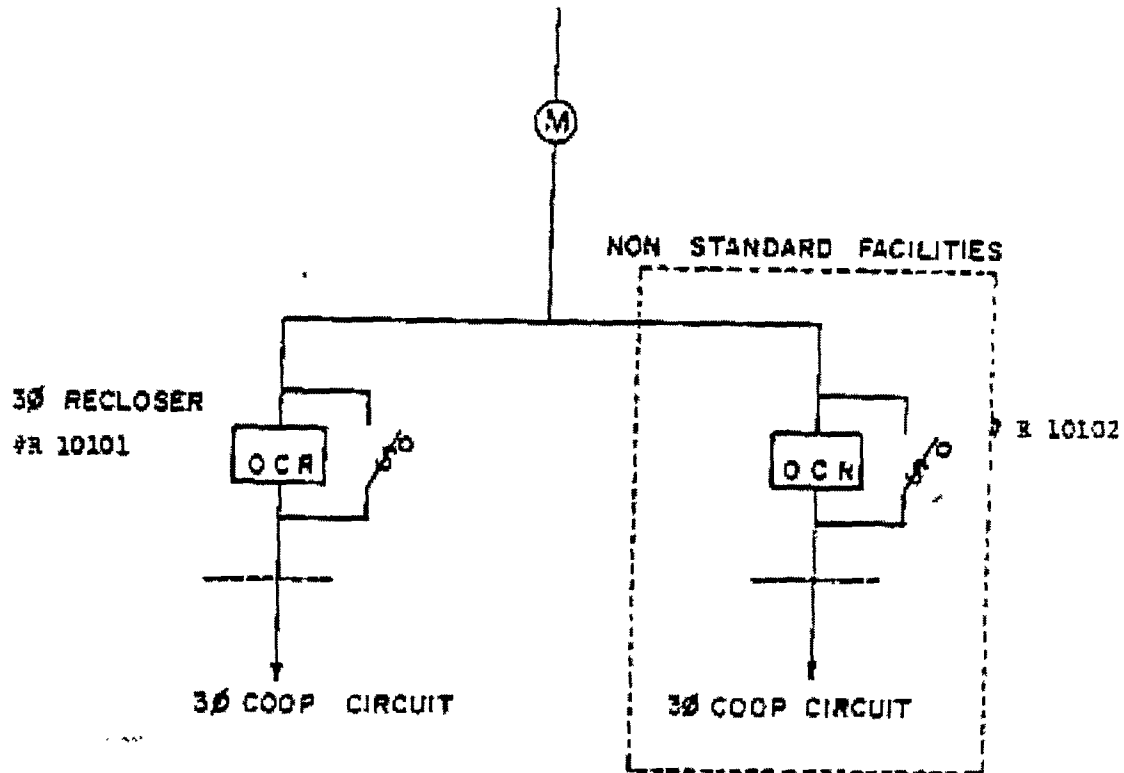 M
NON STANDARD FACILITIES
3Ø RECLOSER
#R 10101
OCR
OCR
R 10102
3Ø COOP CIRCUIT
3Ø COOP CIRCUIT